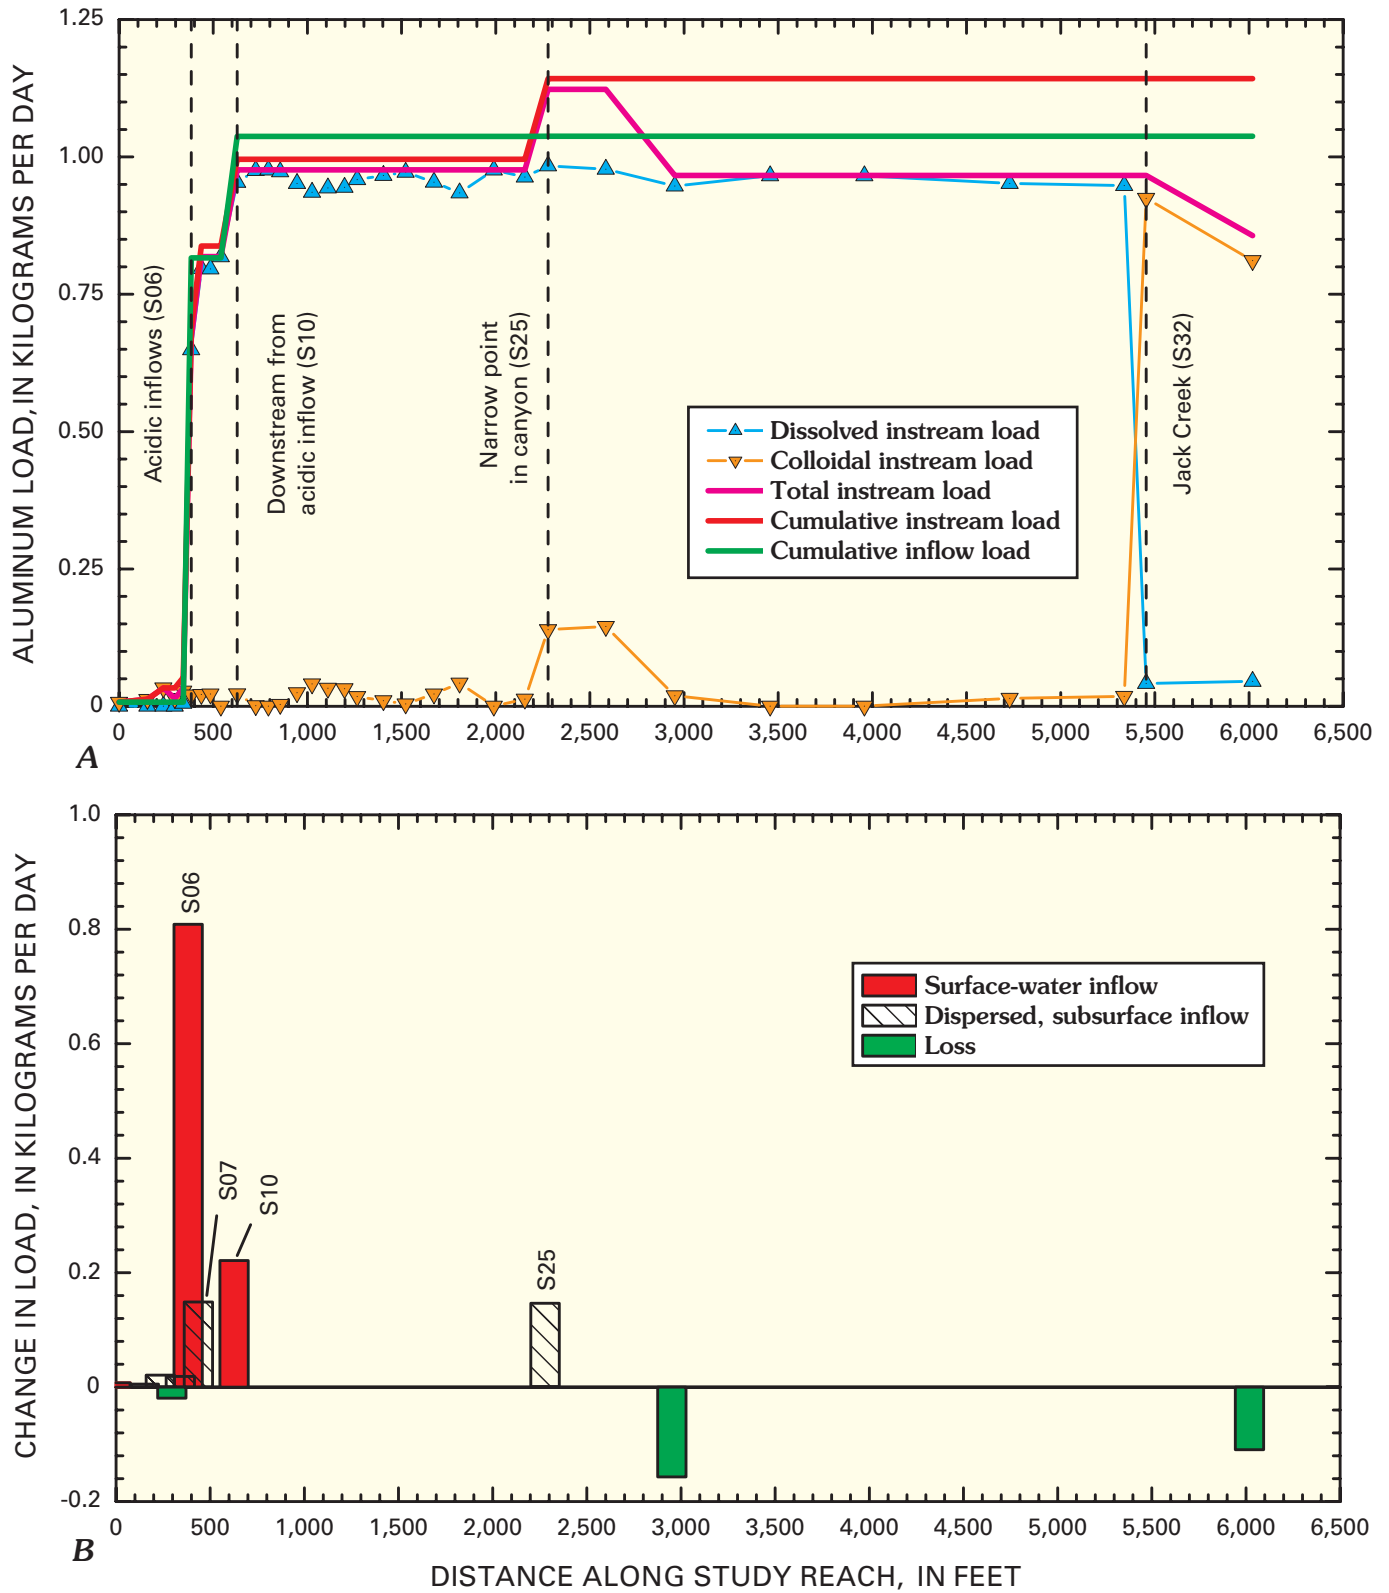 ALUMINUM LOAD, IN KILOGRAMS PER DAY
1.25
1.00
0.75
0.50
0.25
0
Acidic inflows (S06)
Downstream from
acidic inflow (S10)
Narrow point
in canyon (S25)
Jack Creek (S32)
Dissolved instream load
Colloidal instream load
Total instream load
Cumulative instream load
Cumulative inflow load
0 500 1,000 1,500 2,000 2,500 3,000 3,500 4,000 4,500 5,000 5,500 6,000 6,500
A
CHANGE IN LOAD, IN KILOGRAMS PER DAY
1.0
0.8
0.6
0.4
0.2
0
-0.2
S06
S07
S10
S25
Surface-water inflow
Dispersed, subsurface inflow
Loss
0 500 1,000 1,500 2,000 2,500 3,000 3,500 4,000 4,500 5,000 5,500 6,000 6,500
B
DISTANCE ALONG STUDY REACH, IN FEET